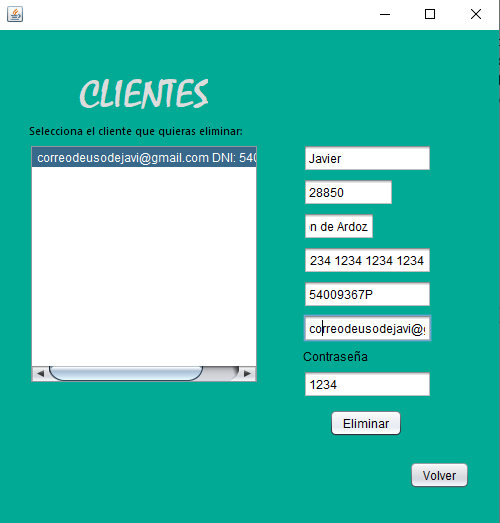 CLIENTES
Selecciona el cliente que quieras eliminar:
correodeusodejavi@gmail.com DNI: 540
Javier
28850
n de Ardoz
234 1234 1234 1234
54009367P
correodeusodejavi@g
Contraseña
1234
Eliminar
Volver